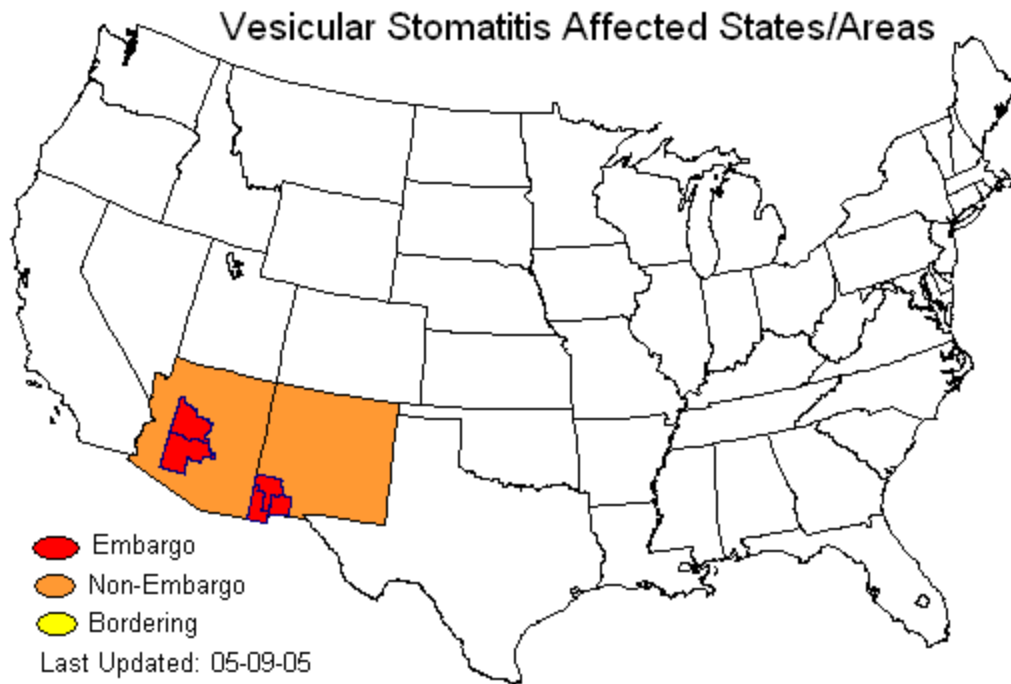 Vesicular Stomatitis Affected States/Areas
Embargo
Non-Embargo
Bordering
Last Updated: 05-09-05